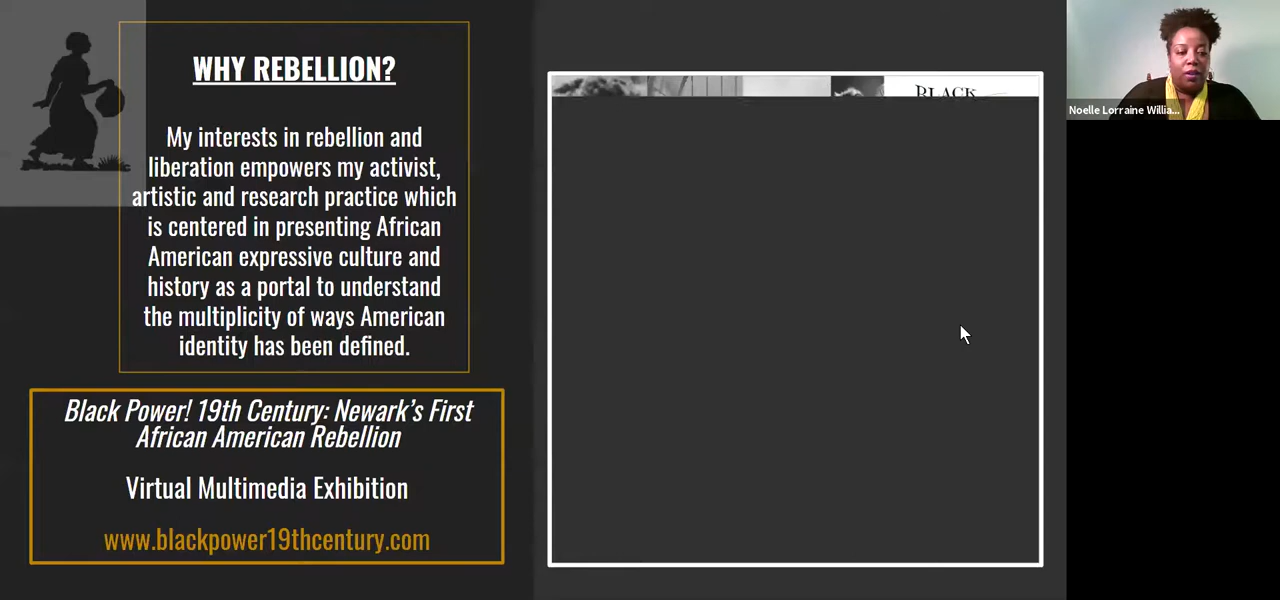 WHY REBELLION?
My interests in rebellion and
liberation empowers my activist,
artistic and research practice which
is centered in presenting African
American expressive culture and
history as a portal to understand
the multiplicity of ways American
identity has been defined.
Black Power! 19th Century: Newark’s First
African American Rebellion
Virtual Multimedia Exhibition
www.blackpower19thcentury.com
BLACK
Noelle Lorraine Willia...